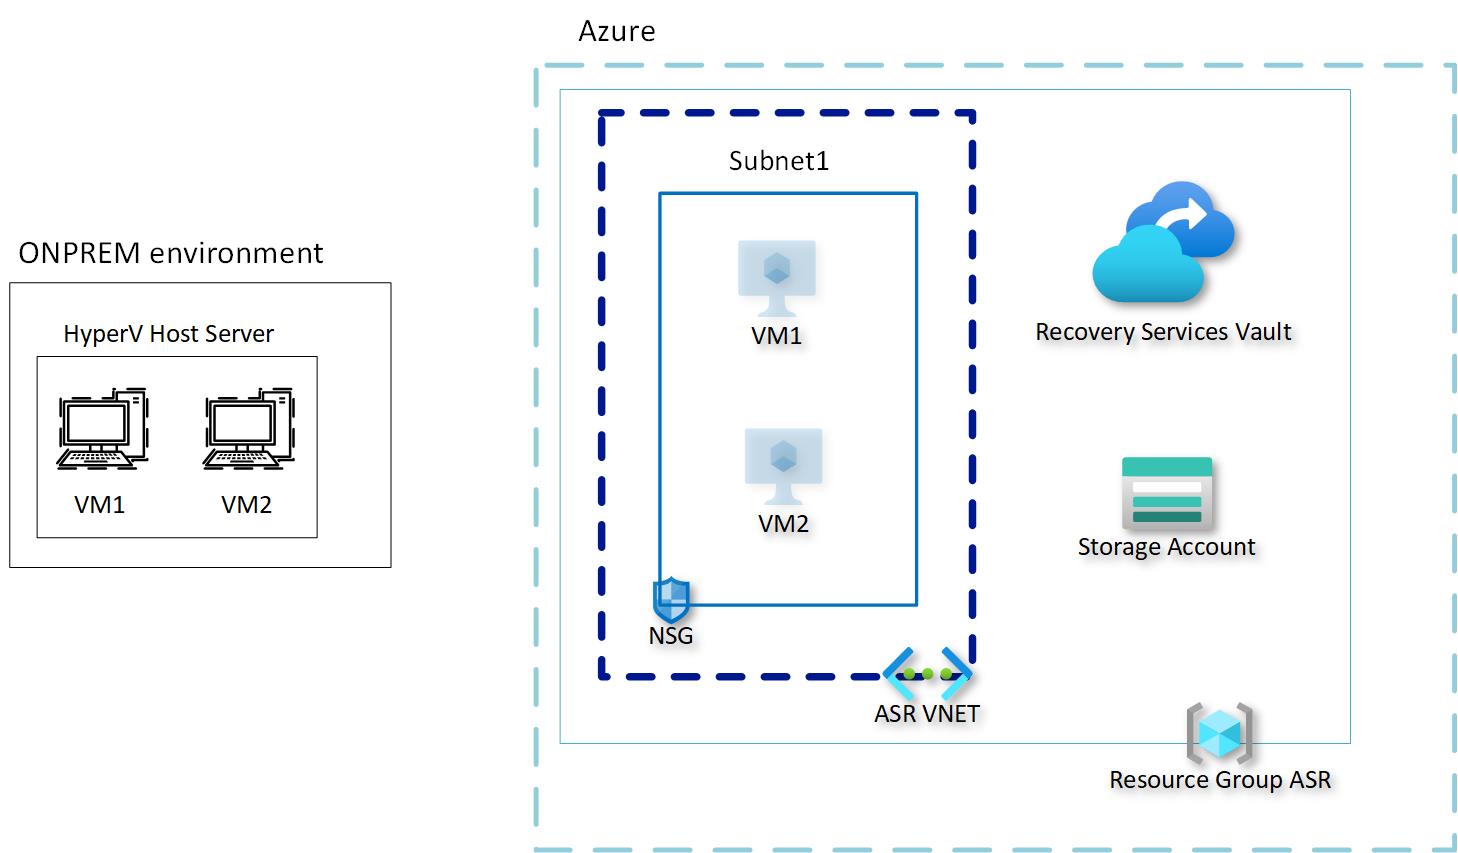 Azure
Subnet1
VM1
Recovery Services Vault
ONPREM environment
HyperV Host Server
VM1
VM2
VM2
Storage Account
NSG
ASR VNET
Resource Group ASR